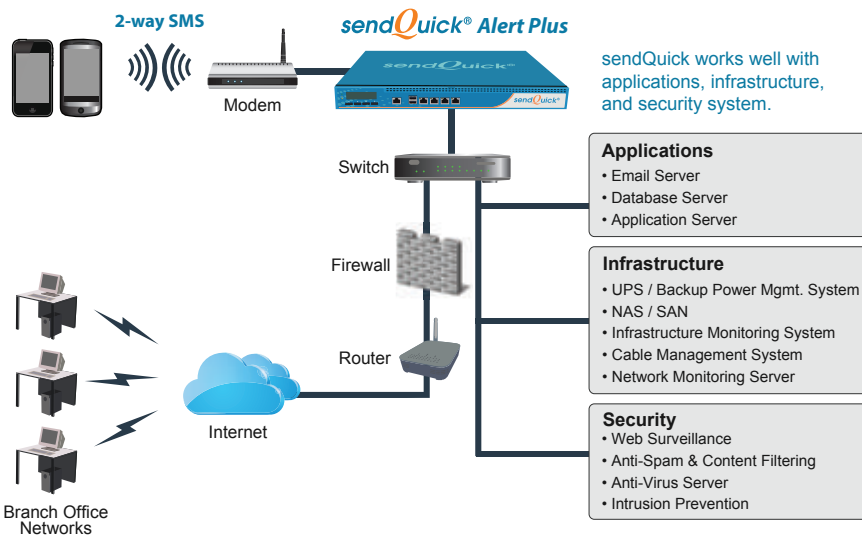 2-way SMS
sendQuick® Alert Plus
sendQuick®
sendQuick®
Modem
sendQuick works well with
applications, infrastructure,
and security system.
Switch
Applications
• Email Server
• Database Server
• Application Server
Firewall
Infrastructure
• UPS / Backup Power Mgmt. System
• NAS / SAN
• Infrastructure Monitoring System
• Cable Management System
• Network Monitoring Server
Router
Internet
Security
• Web Surveillance
• Anti-Spam & Content Filtering
• Anti-Virus Server
• Intrusion Prevention
Branch Office
Networks